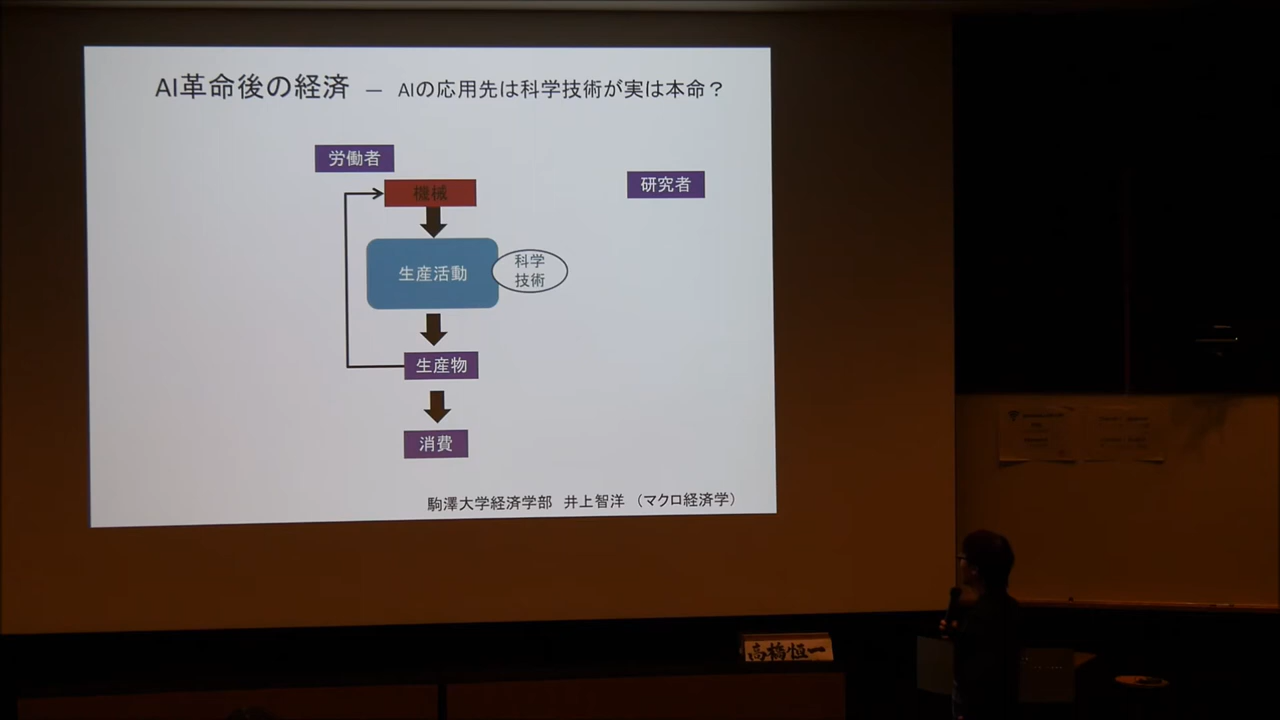 AI革命後の経済 ― AIの応用先は科学技術が実は本命？
労働者
機械
研究者
生産活動
科学
技術
生産物
消費
駒澤大学経済学部 井上智洋 （マクロ経済学）
高橋恒一